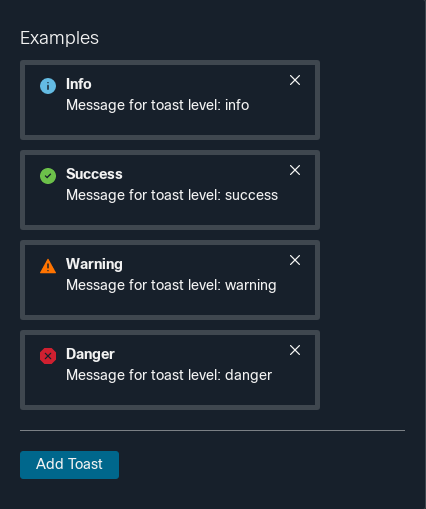 Examples
Info
Message for toast level: info
Success
Message for toast level: success
Warning
Message for toast level: warning
Danger
Message for toast level: danger
Add Toast